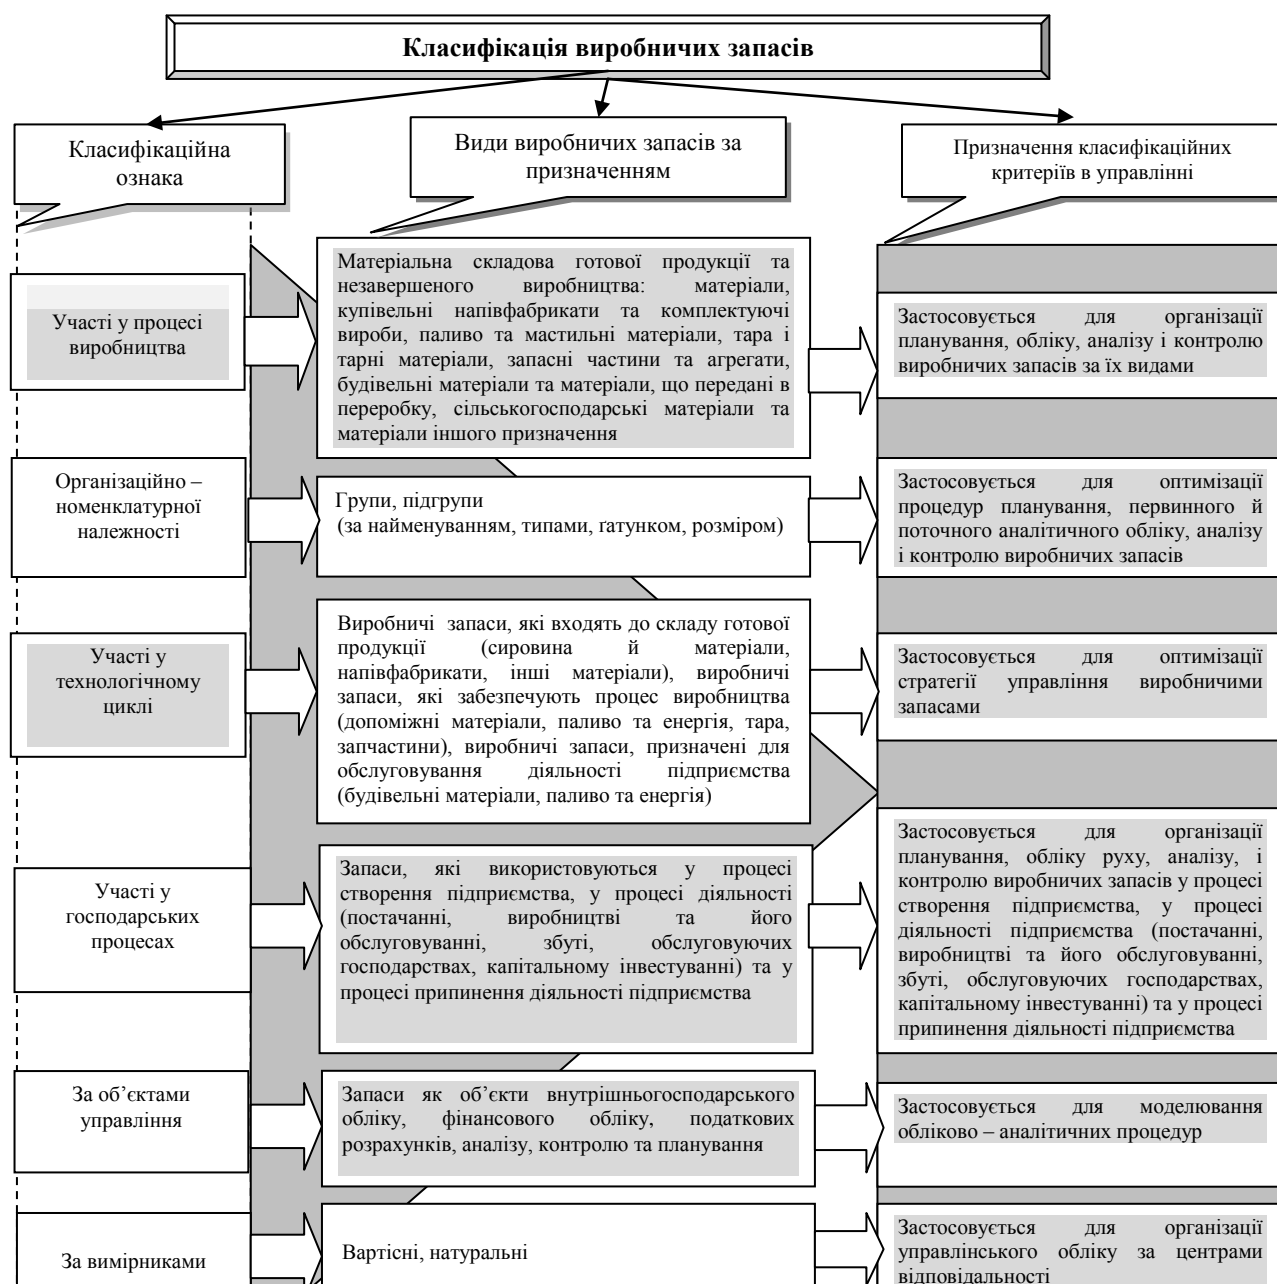 Класифікація виробничих запасів
Класифікаційна
ознака
Види виробничих запасів за
призначенням
Призначення класифікаційних
критеріїв в управлінні
Участі у процесі
виробництва
Матеріальна складова готової продукції та
незавершеного виробництва: матеріали,
купівельні напівфабрикати та комплектуючі
вироби, паливо та мастильні матеріали, тара і
тарні матеріали, запасні частини та агрегати,
будівельні матеріали та матеріали, що передані в
переробку, сільськогосподарські матеріали та
матеріали іншого призначення
Застосовується для організації
планування, обліку, аналізу і контролю
виробничих запасів за їх видами
Організаційно –
номенклатурної
належності
Групи, підгрупи
(за найменуванням, типами, ґатунком, розміром)
Застосовується для оптимізації
процедур планування, первинного й
поточного аналітичного обліку, аналізу
і контролю виробничих запасів
Участі у
технологічному
циклі
Виробничі запаси, які входять до складу готової
продукції (сировина й матеріали,
напівфабрикати, інші матеріали), виробничі
запаси, які забезпечують процес виробництва
(допоміжні матеріали, паливо та енергія, тара,
запчастини), виробничі запаси, призначені для
обслуговування діяльності підприємства
(будівельні матеріали, паливо та енергія)
Застосовується для оптимізації
стратегії управління виробничими
запасами
Участі у
господарських
процесах
Запаси, які використовуються у процесі
створення підприємства, у процесі діяльності
(постачанні, виробництві та його
обслуговуванні, збуті, обслуговуючих
господарствах, капітальному інвестуванні) та у
процесі припинення діяльності підприємства
Застосовується для організації
планування, обліку руху, аналізу, і
контролю виробничих запасів у процесі
створення підприємства, у процесі
діяльності підприємства (постачанні,
виробництві та його обслуговуванні,
збуті, обслуговуючих господарствах,
капітальному інвестуванні) та у процесі
припинення діяльності підприємства
За об’єктами
управління
Запаси як об’єкти внутрішньогосподарського
обліку, фінансового обліку, податкових
розрахунків, аналізу, контролю та планування
Застосовується для моделювання
обліково – аналітичних процедур
За вимірниками
Вартісні, натуральні
Застосовується для організації
управлінського обліку за центрами
відповідальності